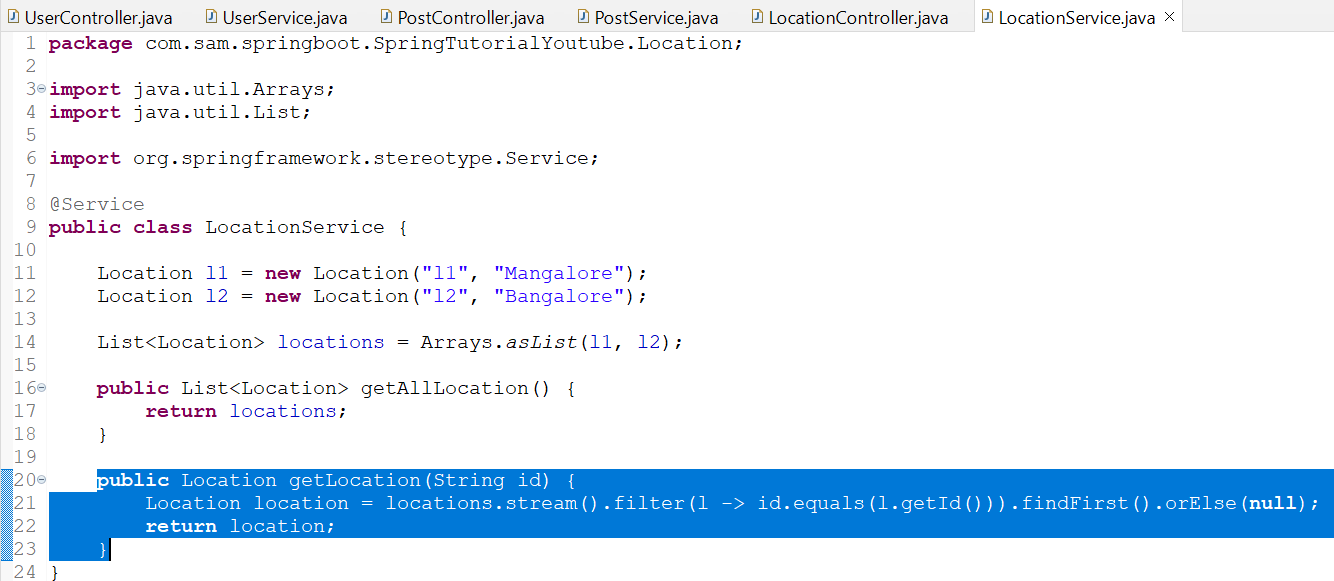 UserController.java UserService.java PostController.java PostService.java LocationController.java LocationService.java
1 package com.sam.springboot.SpringTutorialYoutube.Location;
2
3 import java.util.Arrays;
4 import java.util.List;
5
6 import org.springframework.stereotype.Service;
7
8 @Service
9 public class LocationService {
10
11     Location l1 = new Location("l1", "Mangalore");
12     Location l2 = new Location("l2", "Bangalore");
13
14     List<Location> locations = Arrays.asList(l1, l2);
15
16     public List<Location> getAllLocation() {
17         return locations;
18     }
19
20     public Location getLocation(String id) {
21         Location location = locations.stream().filter(l -> id.equals(l.getId())).findFirst().orElse(null);
22         return location;
23     }
24 }